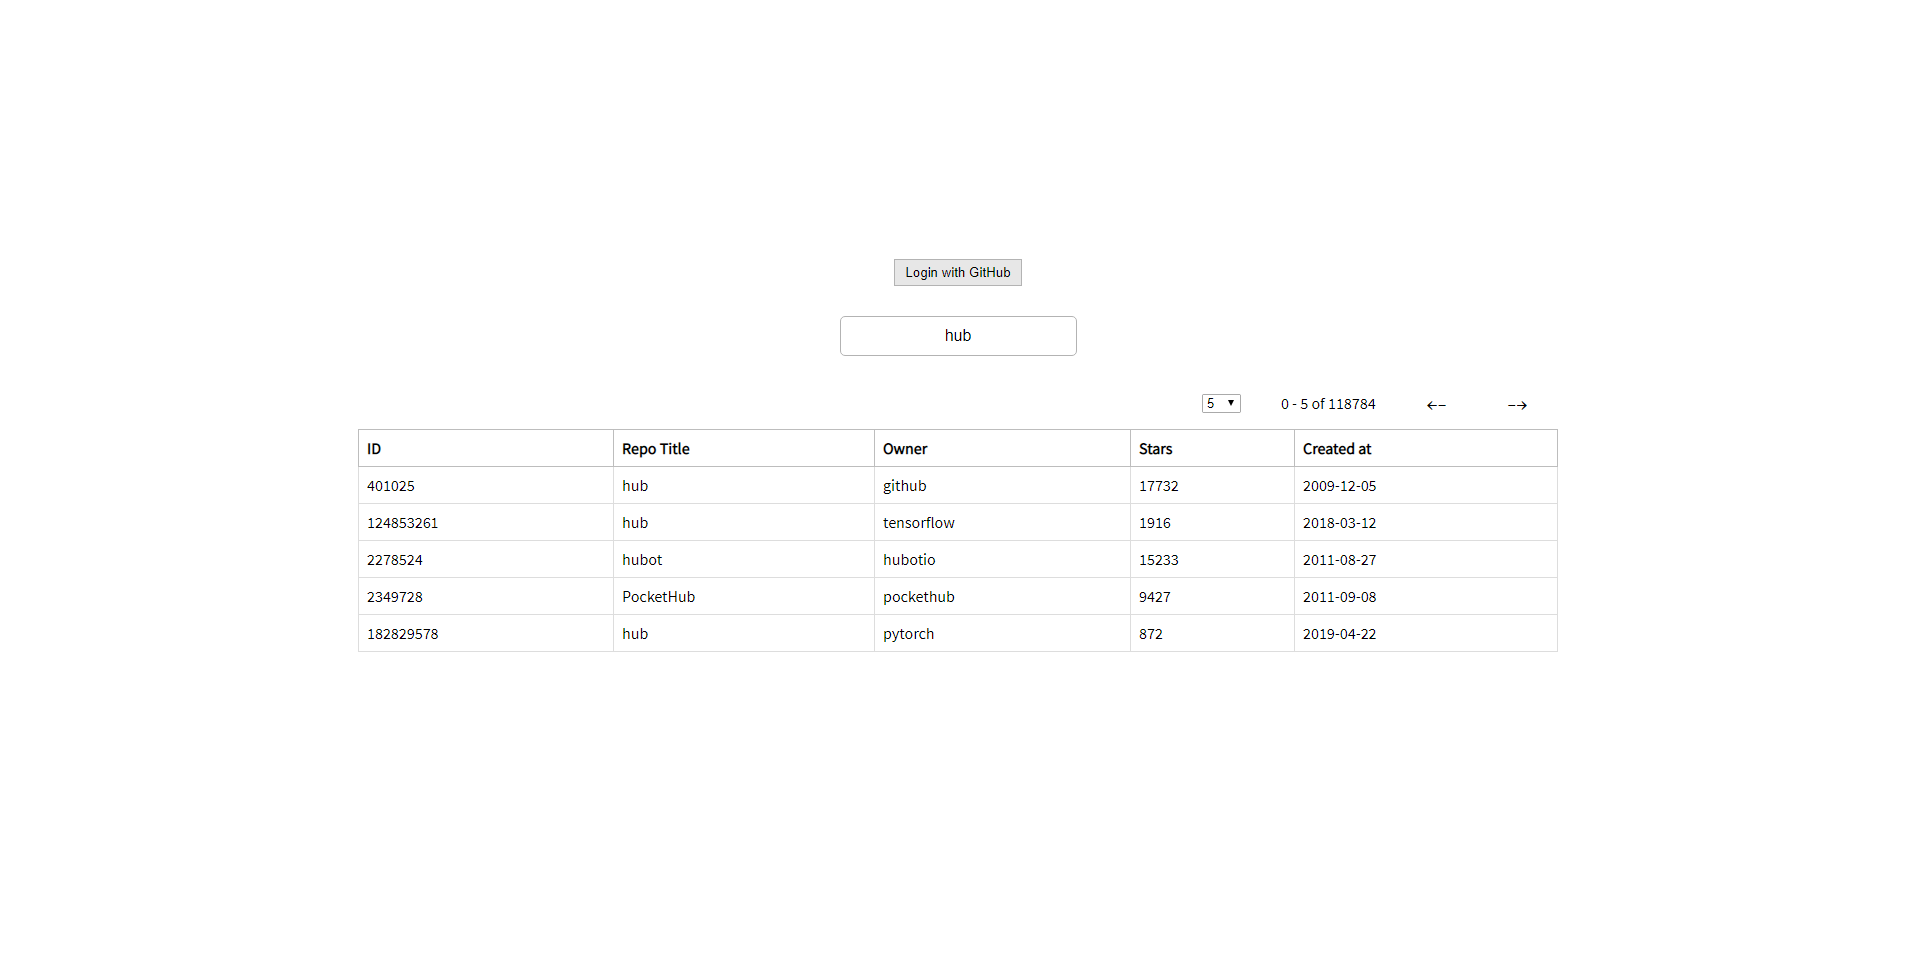 Login with GitHub
hub
5 0 - 5 of 118784 ←– –→
ID Repo Title Owner Stars Created at
401025 hub github 17732 2009-12-05
124853261 hub tensorflow 1916 2018-03-12
2278524 hubot hubotio 15233 2011-08-27
2349728 PocketHub pockethub 9427 2011-09-08
182829578 hub pytorch 872 2019-04-22